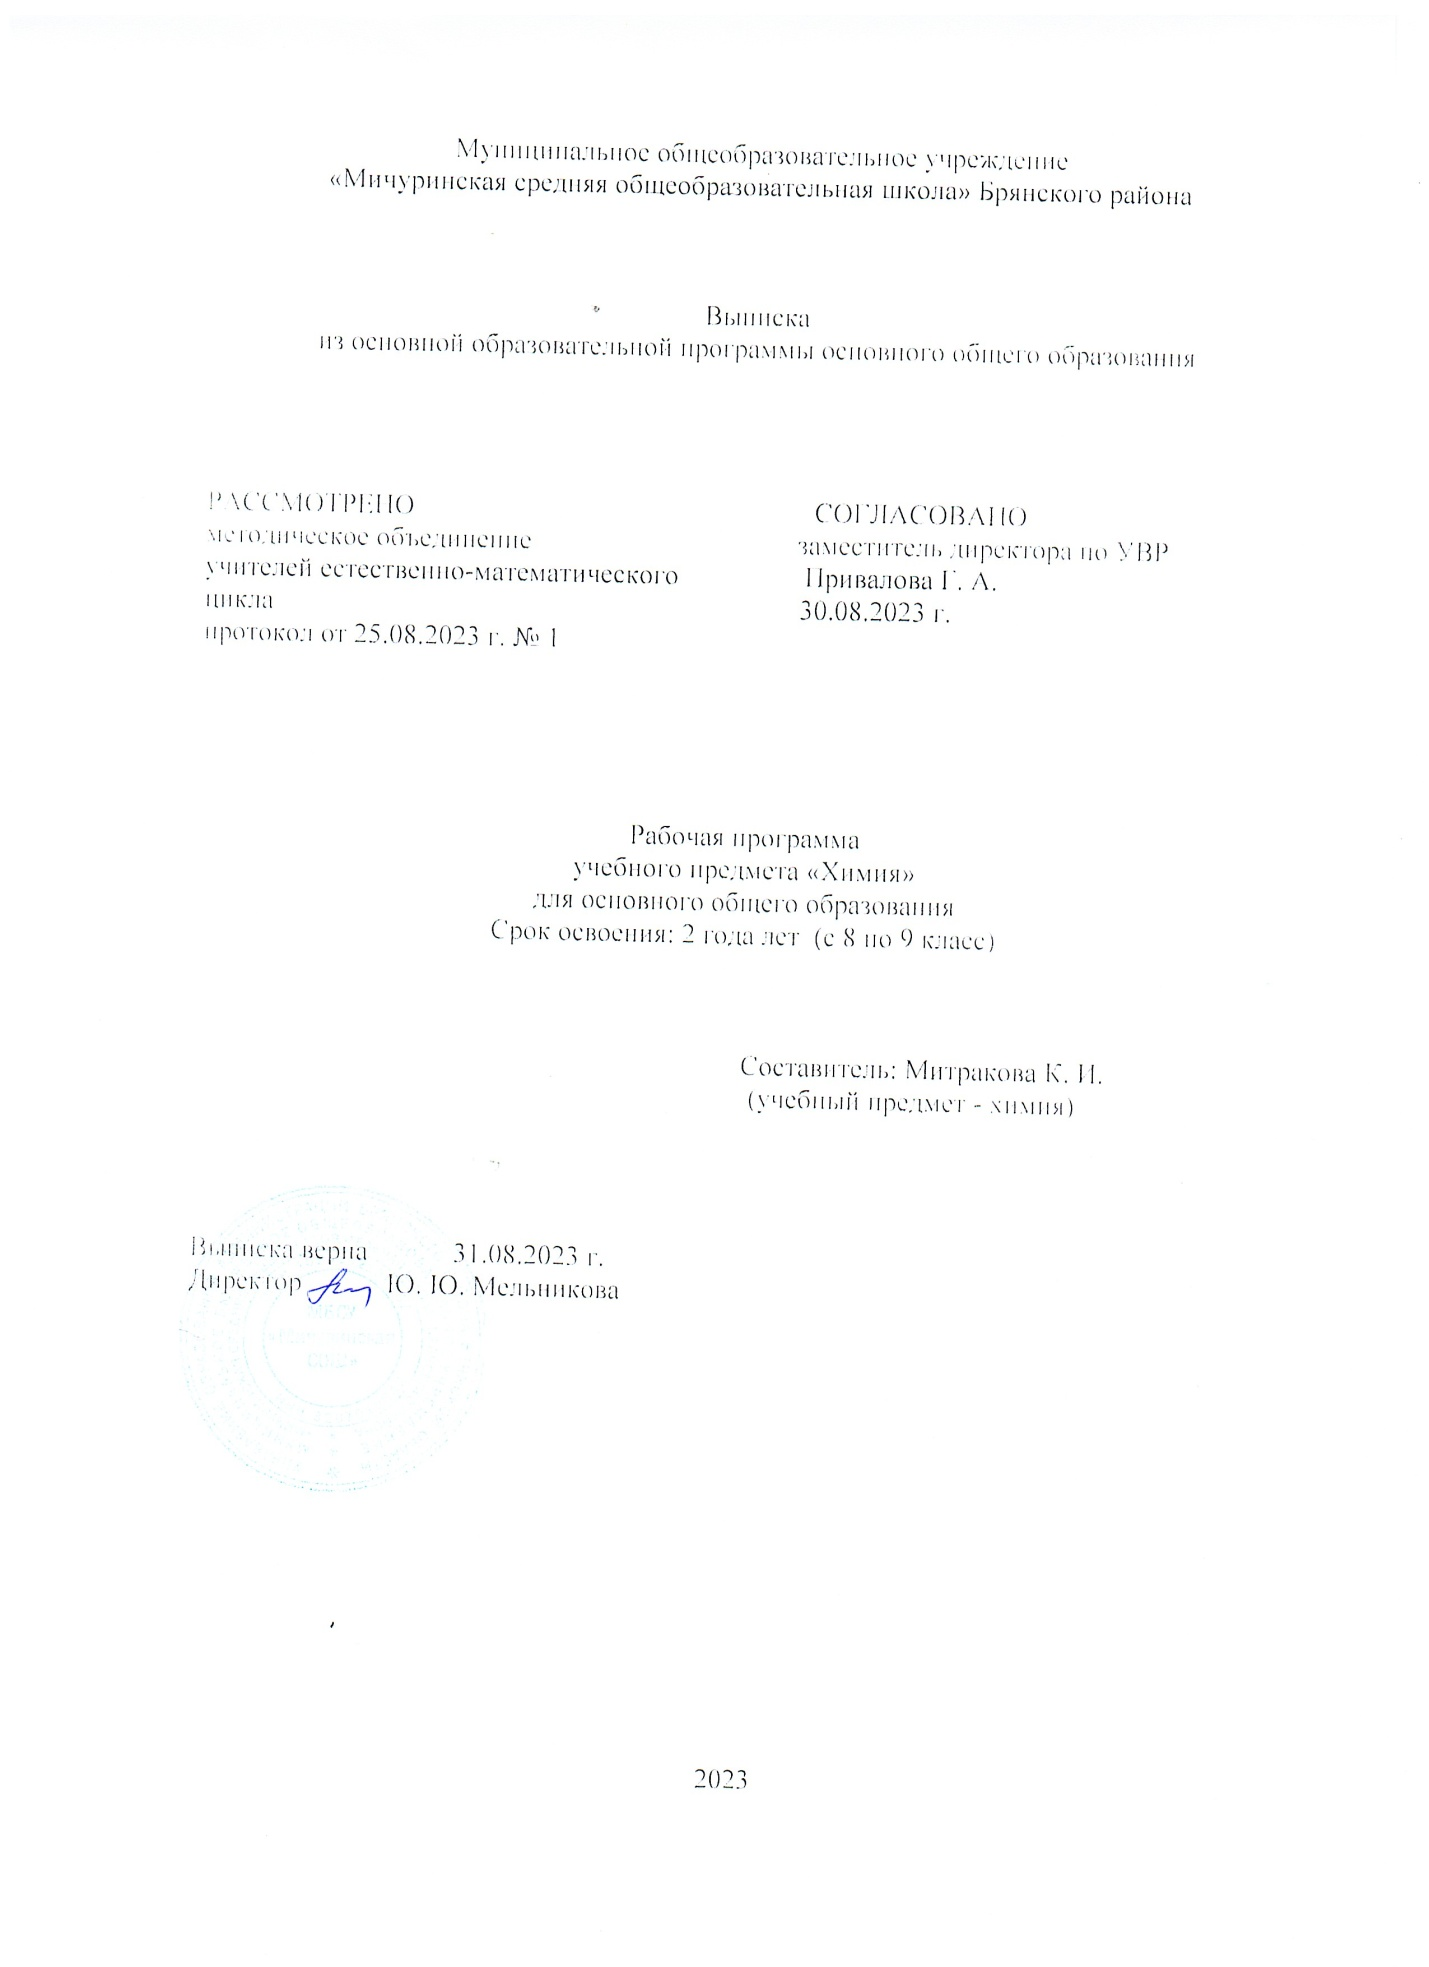 Муниципальное общеобразовательное учреждение
«Мичуринская средняя общеобразовательная школа» Брянского района
Выписка
из основной образовательной программы основного общего образования
РАССМОТРЕНО
методическое объединение
учителей естественно-математического
цикла
протокол от 25.08.2023 г. № 1
СОГЛАСОВАНО
заместитель директора по УВР
Привалова Г. А.
30.08.2023 г.
Рабочая программа
учебного предмета «Химия»
для основного общего образования
Срок освоения: 2 года лет (с 8 по 9 класс)
Составитель: Митракова К. И.
(учебный предмет - химия)
Выписка верна 31.08.2023 г.
Директор Ю. Ю. Мельникова
2023